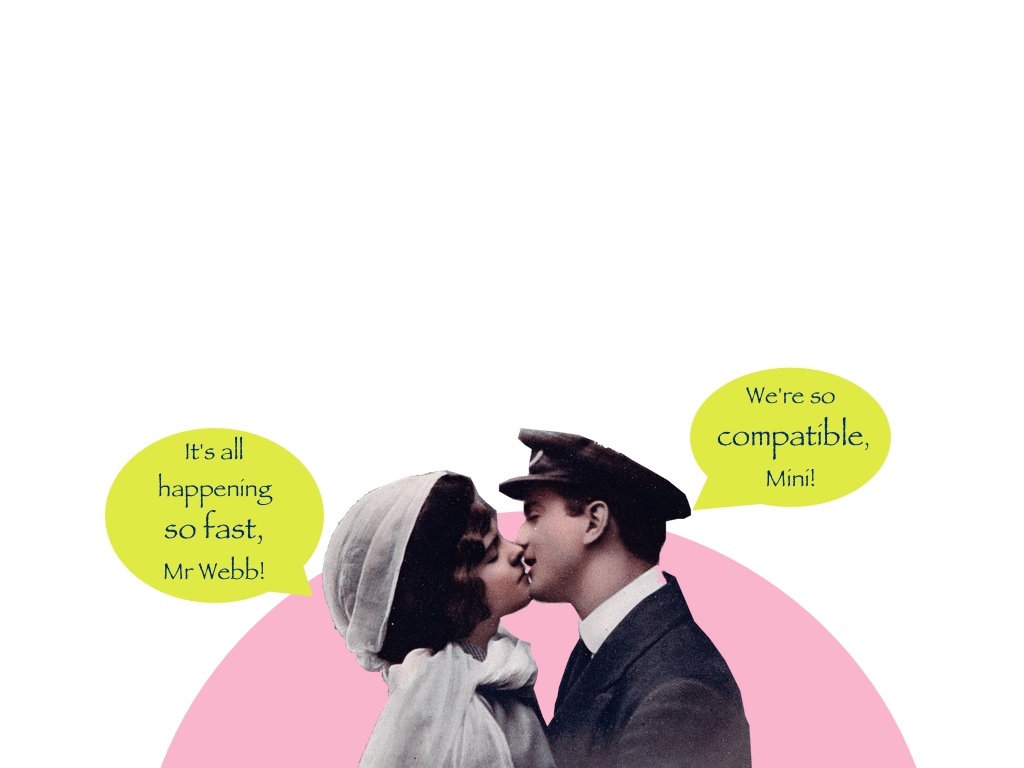 It's all
happening
so fast,
Mr Webb!
We're so
compatible,
Mini!